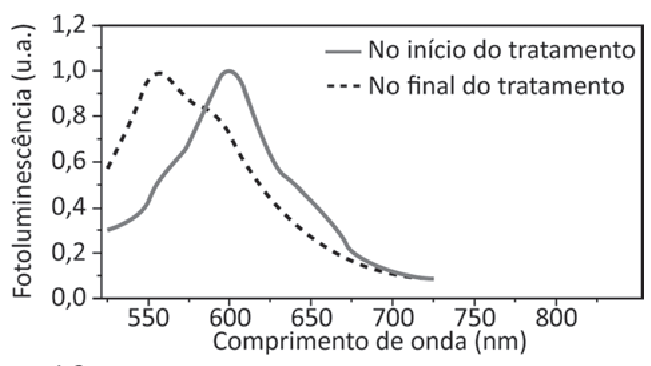 Fotoluminescência (u.a.)
1,2
1,0
0,8
0,6
0,4
0,2
0,0
No início do tratamento
No final do tratamento
550 600 650 700 750 800
Comprimento de onda (nm)